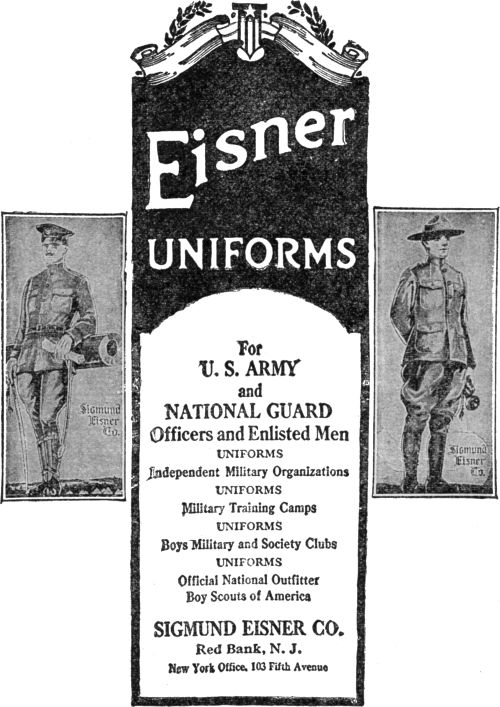 Eisner
UNIFORMS
Sigmund
Eisner
Co.
Sigmund
Eisner
Co.
For
U. S. ARMY
and
NATIONAL GUARD
Officers and Enlisted Men
UNIFORMS
Independent Military Organizations
UNIFORMS
Military Training Camps
UNIFORMS
Boys Military and Society Clubs
UNIFORMS
Official National Outfitter
Boy Scouts of America
SIGMUND EISNER CO.
Red Bank, N. J.
New York Office, 103 Fifth Avenue